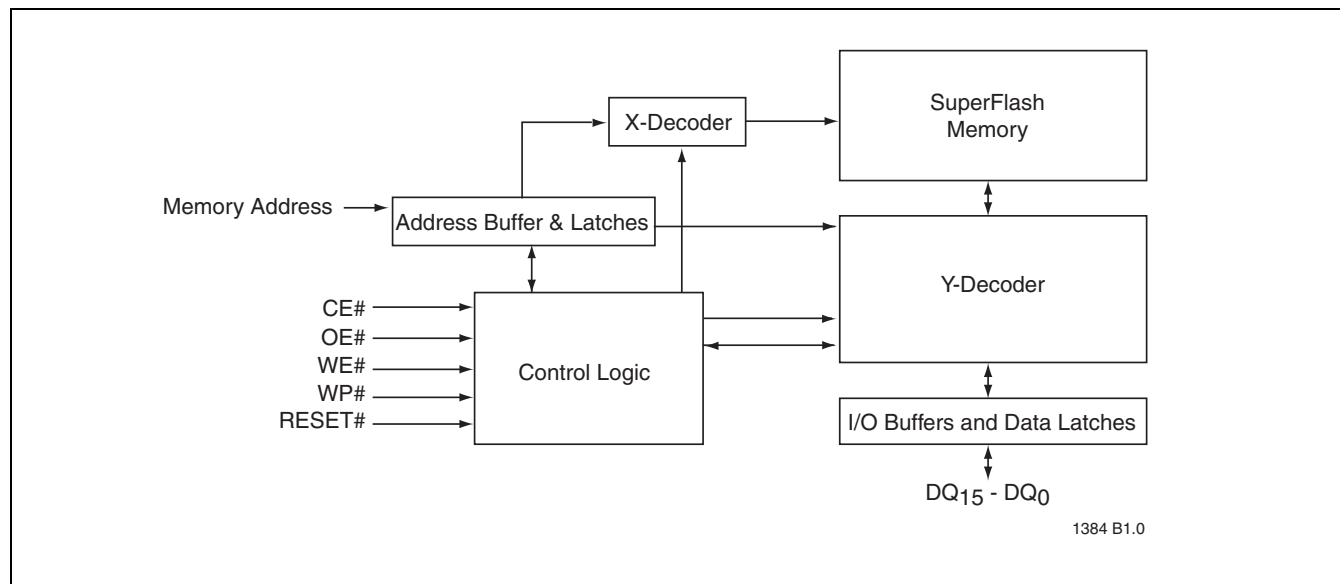 SuperFlash
Memory
X-Decoder
Memory Address
Address Buffer & Latches
Y-Decoder
CE#
OE#
WE#
WP#
RESET#
Control Logic
I/O Buffers and Data Latches
DQ15 - DQ0
1384 B1.0